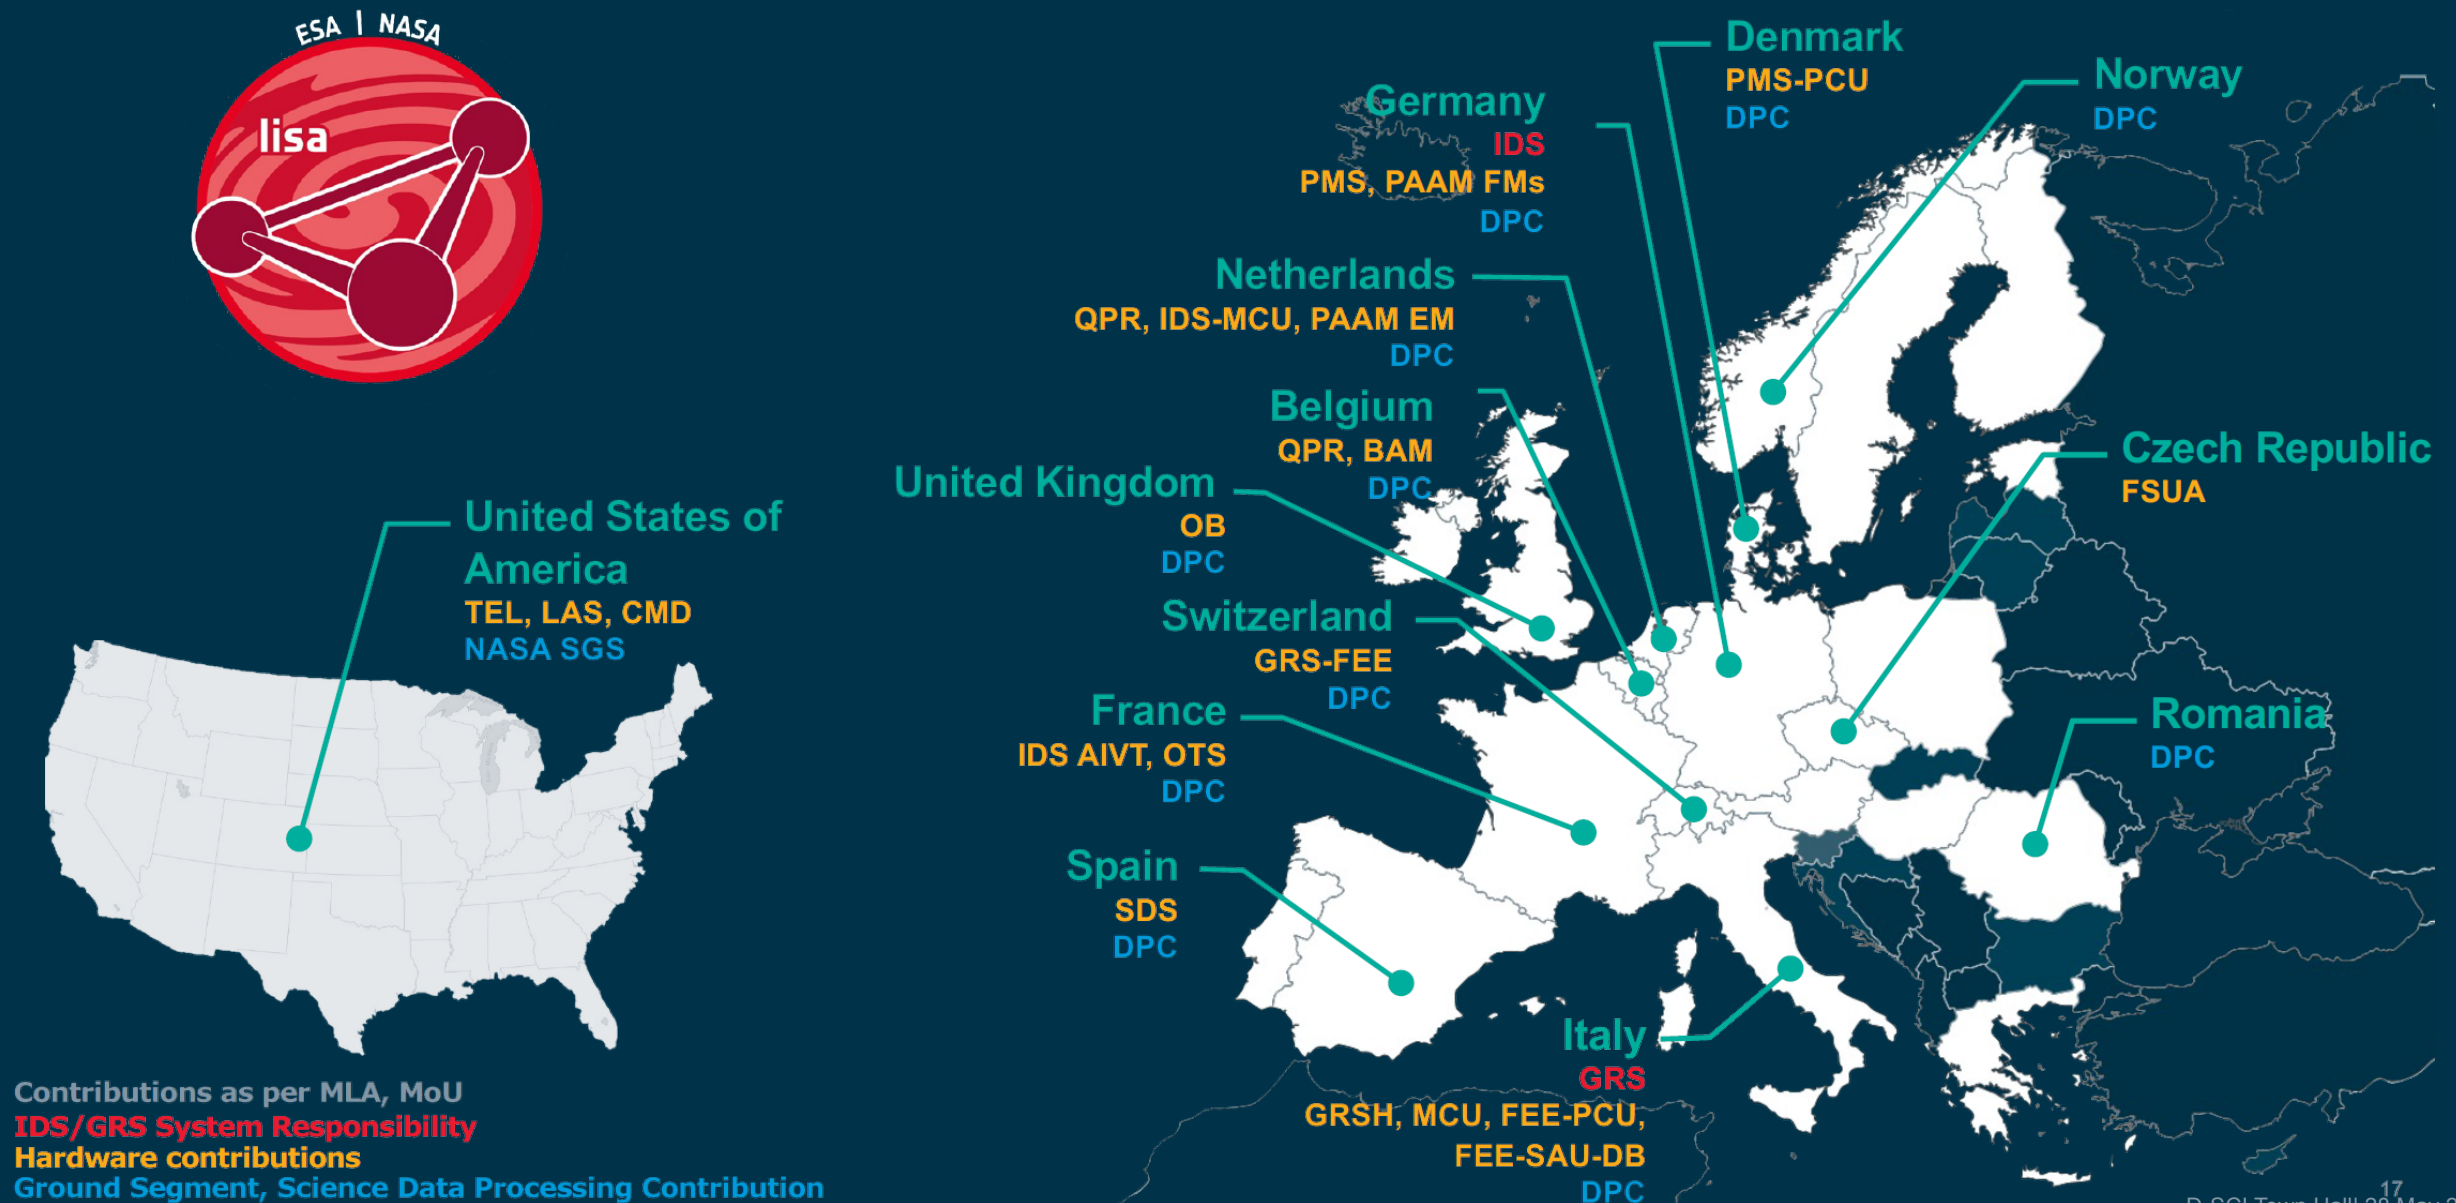 ESA | NASA
lisa
United States of
America
TEL, LAS, CMD
NASA SGS
Denmark
PMS-PCU
DPC
Norway
DPC
Germany
IDS
PMS, PAAM FMs
DPC
Netherlands
QPR, IDS-MCU, PAAM EM
DPC
Belgium
QPR, BAM
DPC
United Kingdom
OB
DPC
Czech Republic
FSUA
Switzerland
GRS-FEE
DPC
France
IDS AIVT, OTS
DPC
Romania
DPC
Spain
SDS
DPC
Italy
GRS
GRSH, MCU, FEE-PCU,
FEE-SAU-DB
DPC
Contributions as per MLA, MoU
IDS/GRS System Responsibility
Hardware contributions
Ground Segment, Science Data Processing Contribution
17